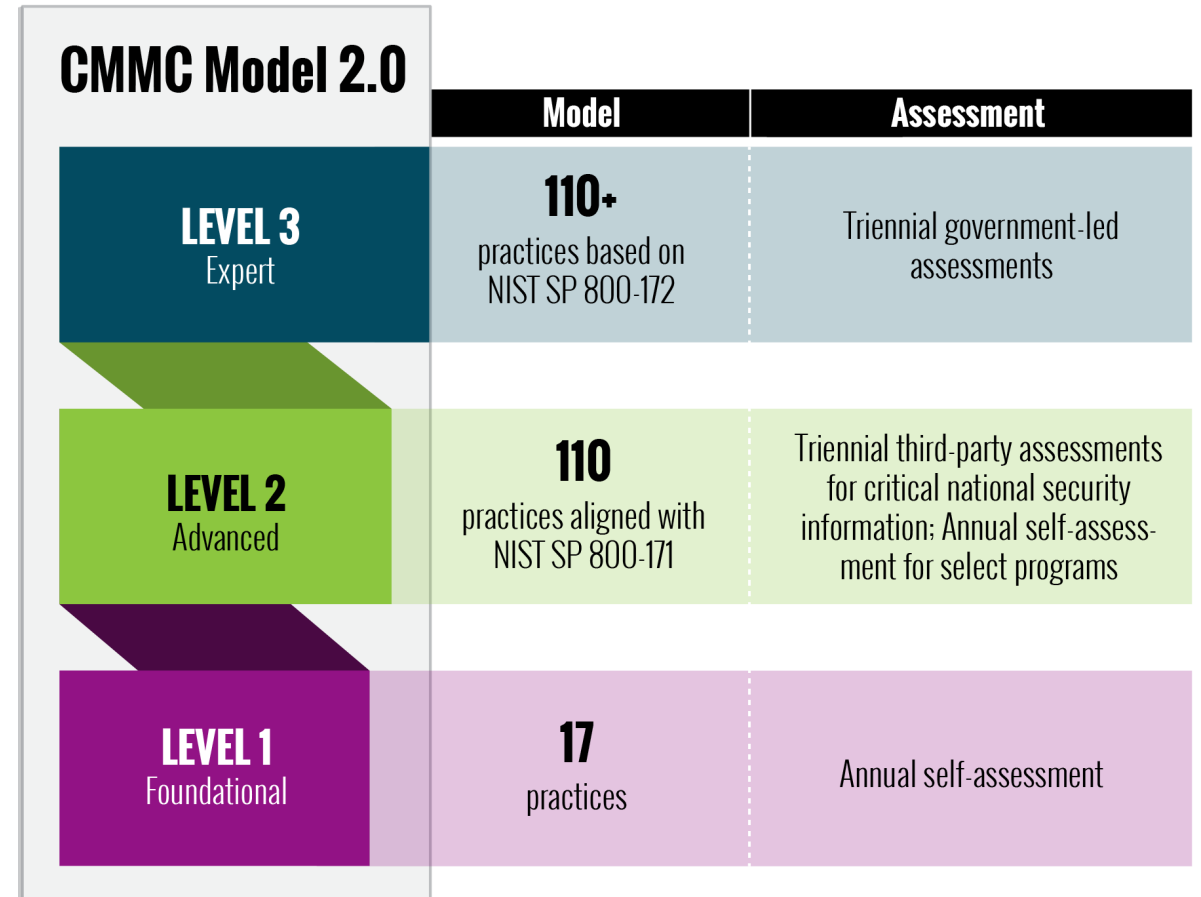 CMMC Model 2.0
Model
Assessment
LEVEL 3
Expert
110+
practices based on
NIST SP 800-172
Triennial government-led
assessments
LEVEL 2
Advanced
110
practices aligned with
NIST SP 800-171
Triennial third-party assessments
for critical national security
information; Annual self-assess-
ment for select programs
LEVEL 1
Foundational
17
practices
Annual self-assessment